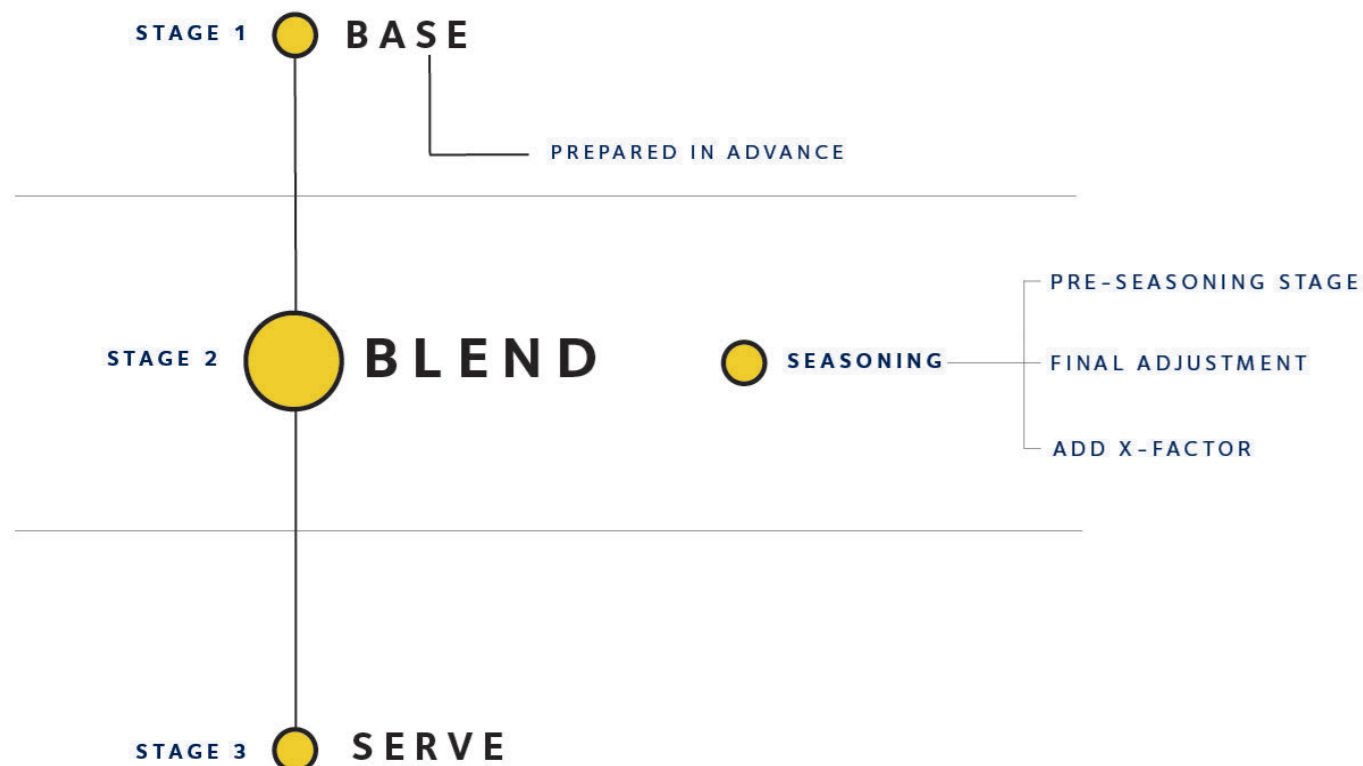 STAGE 1 BASE
PREPARED IN ADVANCE
PRE-SEASONING STAGE
STAGE 2 BLEND SEASONING FINAL ADJUSTMENT
ADD X-FACTOR
STAGE 3 SERVE